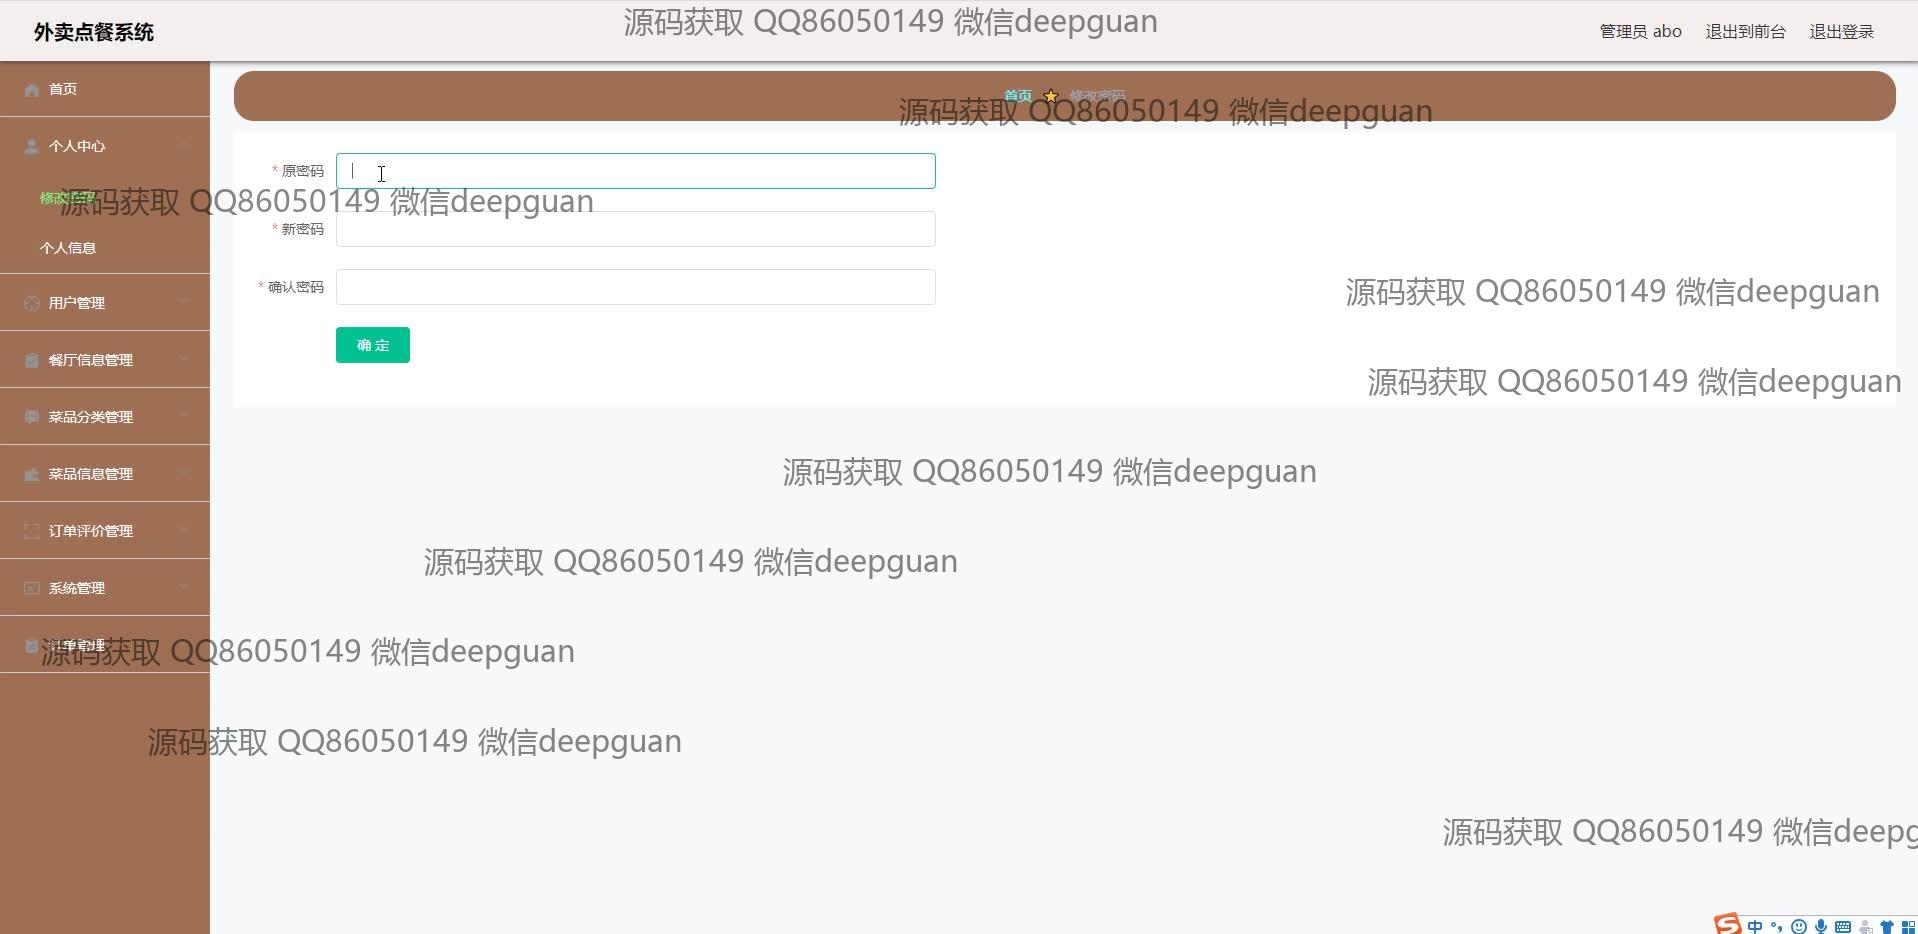 外卖点餐系统
源码获取 QQ86050149 微信deepguan
管理员 abo
退出到前台
退出登录
首页
首页
修改密码
源码获取 QQ86050149 微信deepguan
个人中心
* 原密码
修改密码
源码获取 QQ86050149 微信deepguan
* 新密码
个人信息
* 确认密码
源码获取 QQ86050149 微信deepguan
用户管理
确 定
餐厅信息管理
源码获取 QQ86050149 微信deepguan
菜品分类管理
菜品信息管理
源码获取 QQ86050149 微信deepguan
订单评价管理
源码获取 QQ86050149 微信deepguan
系统管理
订单管理
源码获取 QQ86050149 微信deepguan
源码获取 QQ86050149 微信deepguan
源码获取 QQ86050149 微信deepg
S 中